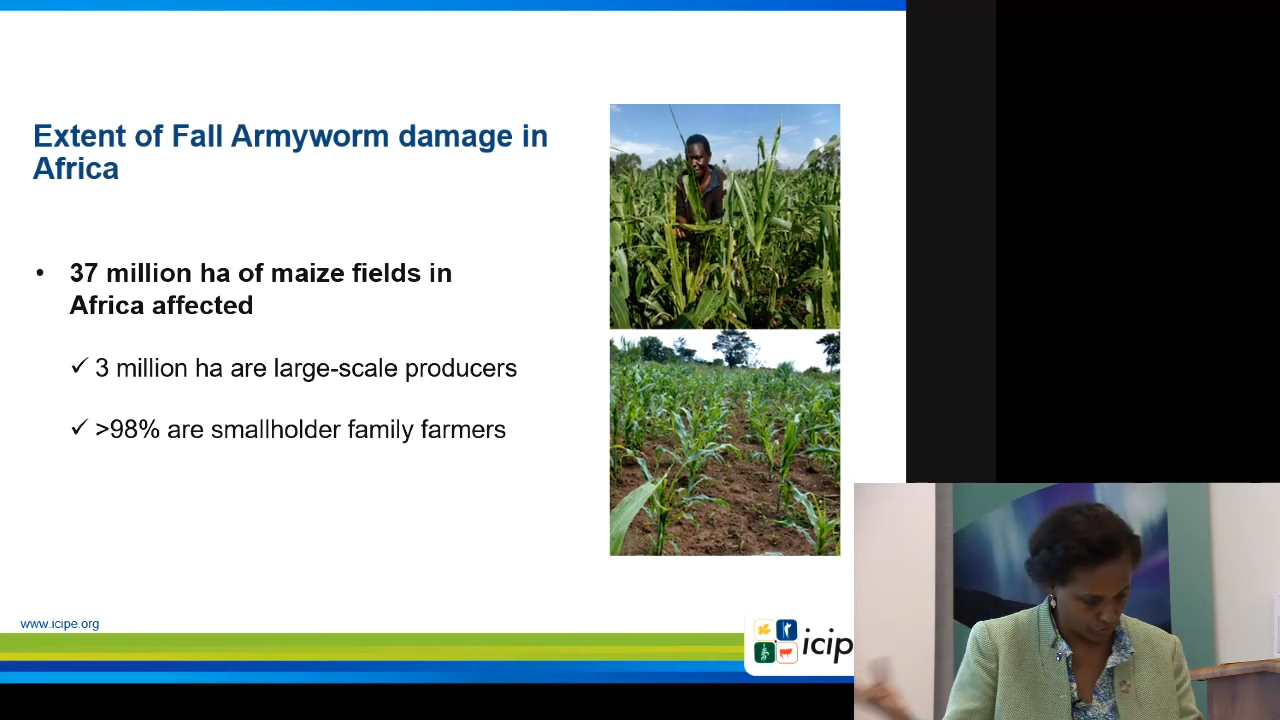 Extent of Fall Armyworm damage in
Africa
• 37 million ha of maize fields in
Africa affected
✓ 3 million ha are large-scale producers
✓ >98% are smallholder family farmers
www.icipe.org
icip